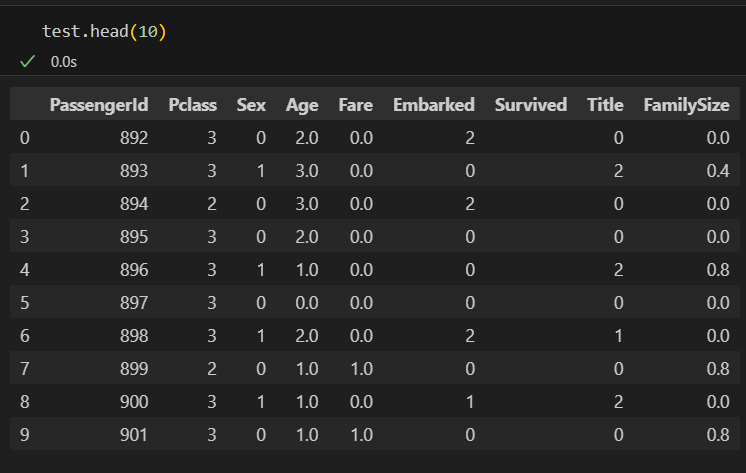 test.head(10)
0.0s
PassengerId Pclass Sex Age Fare Embarked Survived Title FamilySize
0 892 3 0 2.0 0.0 2 0 0.0
1 893 3 1 3.0 0.0 0 2 0.4
2 894 2 0 3.0 0.0 2 0 0.0
3 895 3 0 2.0 0.0 0 0 0.0
4 896 3 1 1.0 0.0 0 2 0.8
5 897 3 0 0.0 0.0 0 0 0.0
6 898 3 1 2.0 0.0 2 1 0.0
7 899 2 0 1.0 1.0 0 0 0.8
8 900 3 1 1.0 0.0 1 2 0.0
9 901 3 0 1.0 1.0 0 0 0.8